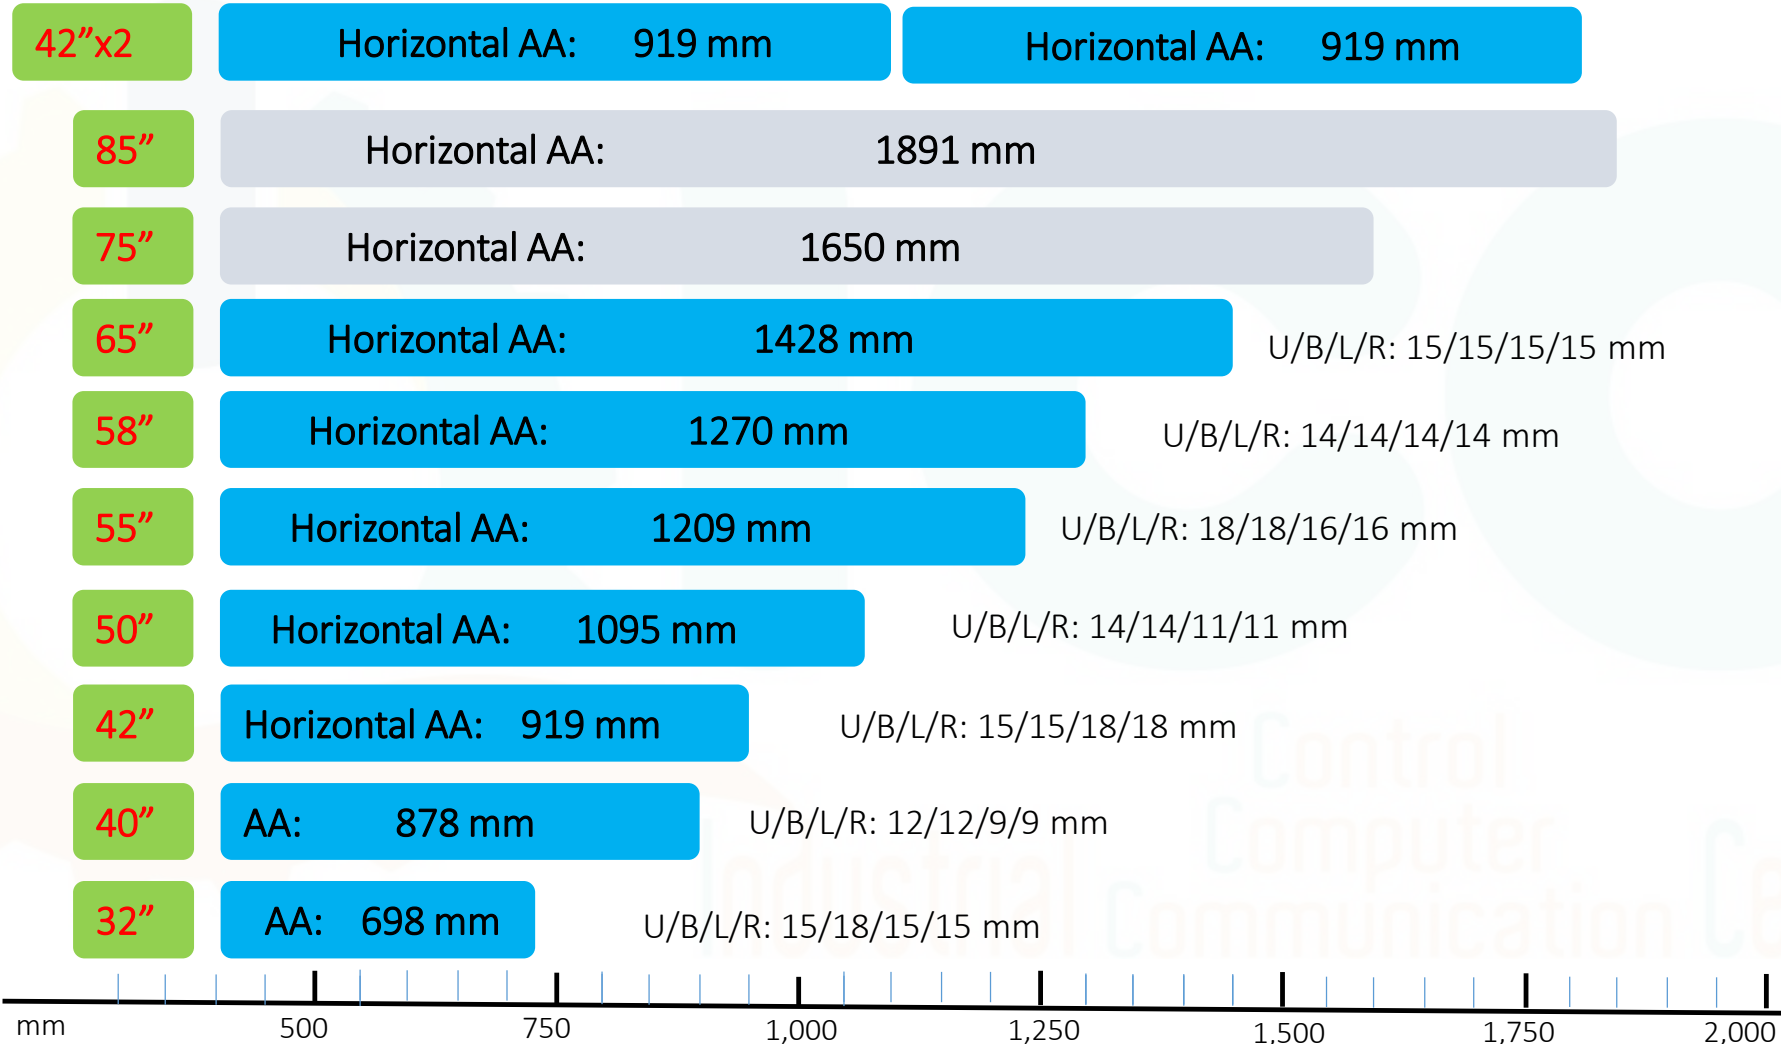 42”x2 Horizontal AA: 919 mm Horizontal AA: 919 mm
85” Horizontal AA: 1891 mm
75” Horizontal AA: 1650 mm
65” Horizontal AA: 1428 mm U/B/L/R: 15/15/15/15 mm
58” Horizontal AA: 1270 mm U/B/L/R: 14/14/14/14 mm
55” Horizontal AA: 1209 mm U/B/L/R: 18/18/16/16 mm
50” Horizontal AA: 1095 mm U/B/L/R: 14/14/11/11 mm
42” Horizontal AA: 919 mm U/B/L/R: 15/15/18/18 mm
40” AA: 878 mm U/B/L/R: 12/12/9/9 mm
32” AA: 698 mm U/B/L/R: 15/18/15/15 mm
mm 500 750 1,000 1,250 1,500 1,750 2,000
Control
Computer
Industrial Communication